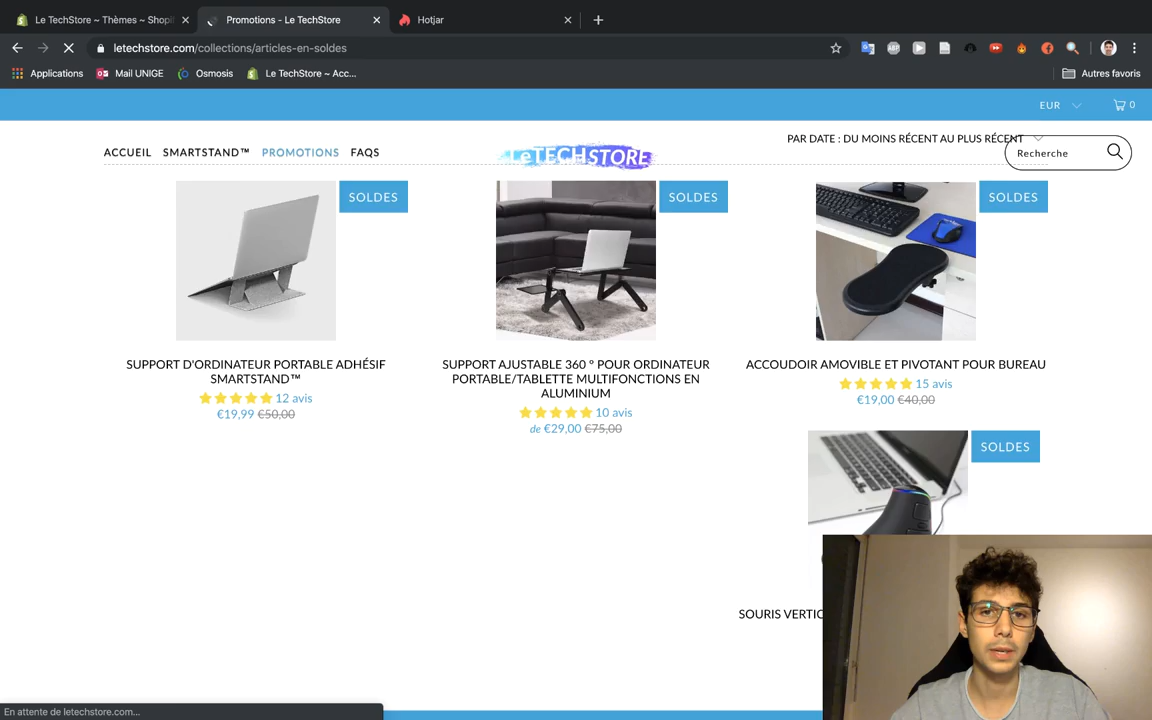 Le TechStore ~ Thèmes ~ Shopif
Promotions - Le TechStore
Hotjar
letechstore.com/collections/articles-en-soldes
Applications
Mail UNIGE
Osmosis
Le TechStore ~ Acc...
Autres favoris
EUR
0
PAR DATE : DU MOINS RÉCENT AU PLUS RÉCENT
ACCUEIL SMARTSTAND™ PROMOTIONS FAQS
LeTECHSTORE
Recherche
SOLDES
SOLDES
SOLDES
SUPPORT D'ORDINATEUR PORTABLE ADHÉSIF
SMARTSTAND™
12 avis
€19,99 €50,00
SUPPORT AJUSTABLE 360 ° POUR ORDINATEUR
PORTABLE/TABLETTE MULTIFONCTIONS EN
ALUMINIUM
10 avis
de €29,00 €75,00
ACCOUDOIR AMOVIBLE ET PIVOTANT POUR BUREAU
15 avis
€19,00 €40,00
SOLDES
SOURIS VERTIC
En attente de letechstore.com...